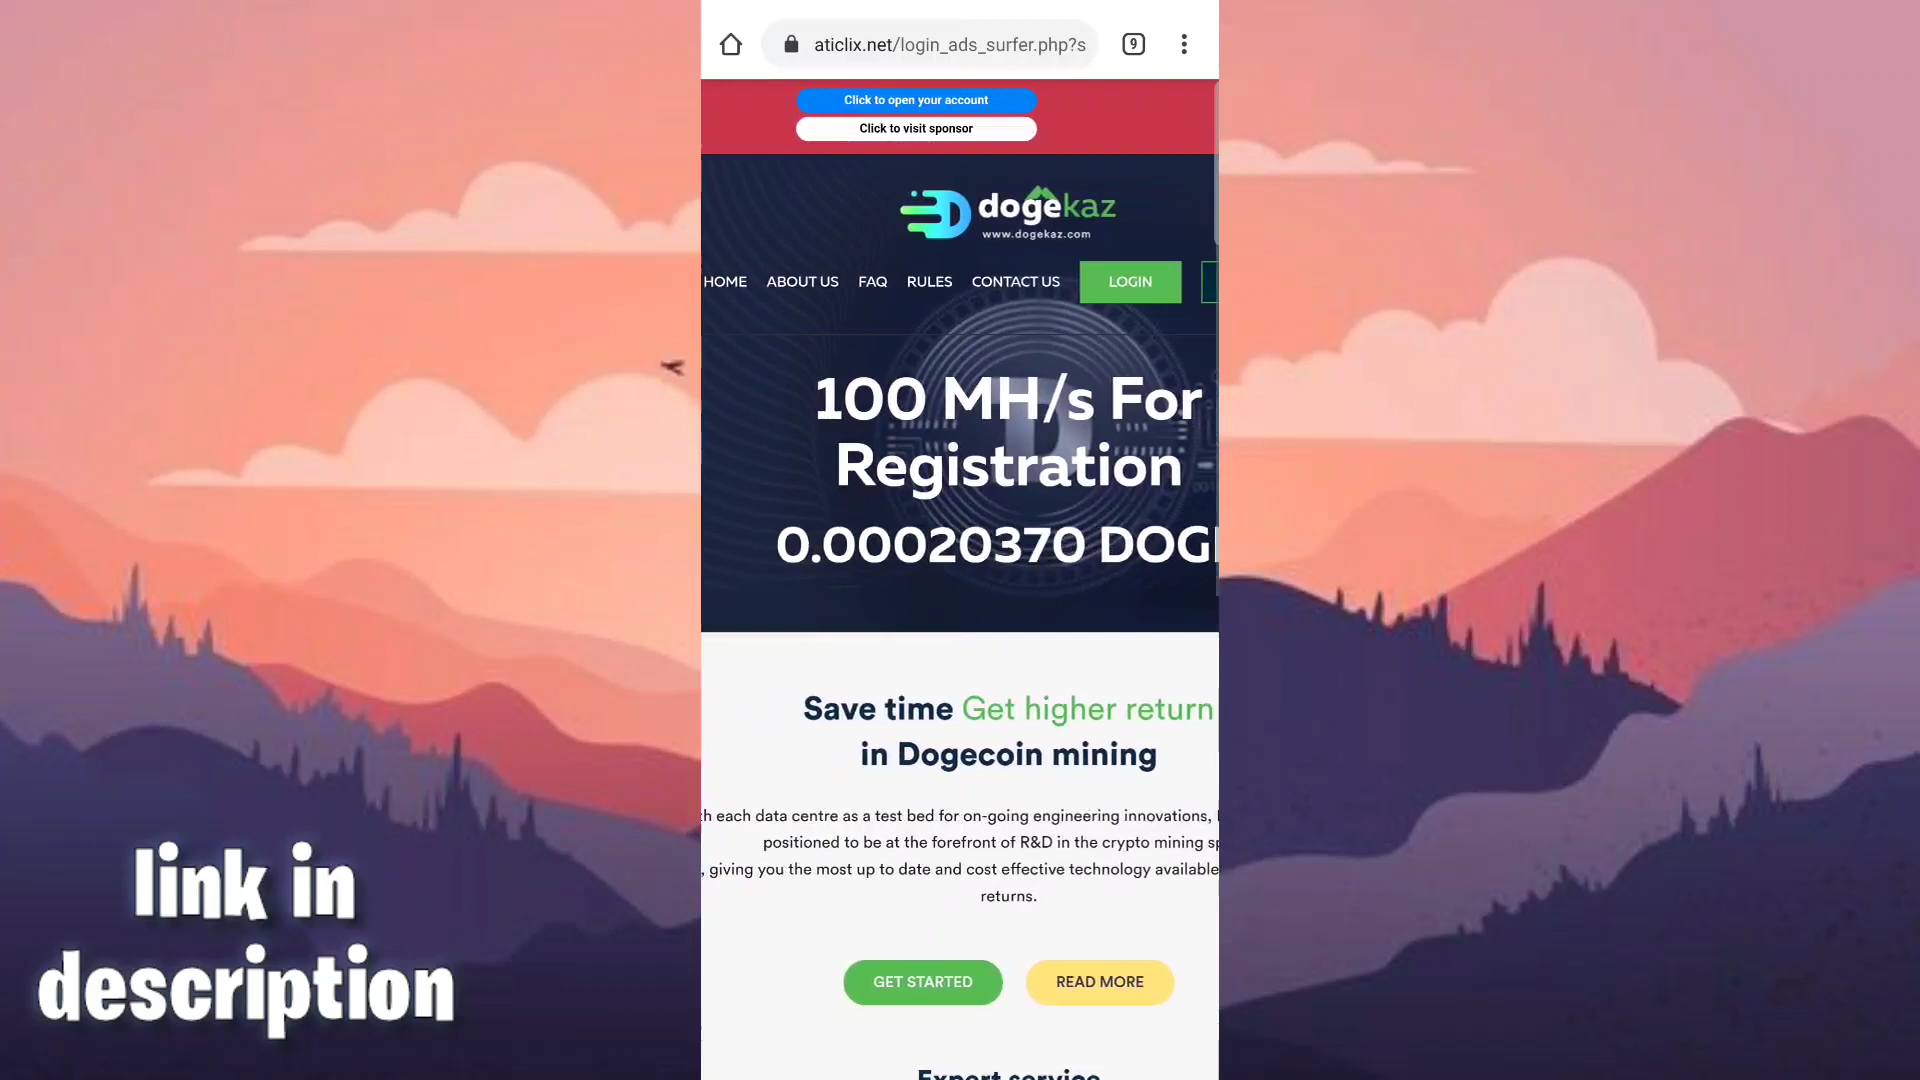 aticlix.net/login_ads_surfer.php?s
9
Click to open your account
Click to visit sponsor
dogekaz
www.dogekaz.com
HOME ABOUT US FAQ RULES CONTACT US LOGIN
100 MH/s For
Registration
0.00020370 DOG
Save time Get higher return
in Dogecoin mining
th each data centre as a test bed for on-going engineering innovations,
positioned to be at the forefront of R&D in the crypto mining sp
, giving you the most up to date and cost effective technology available
returns.
GET STARTED READ MORE
Expert service
link in
description